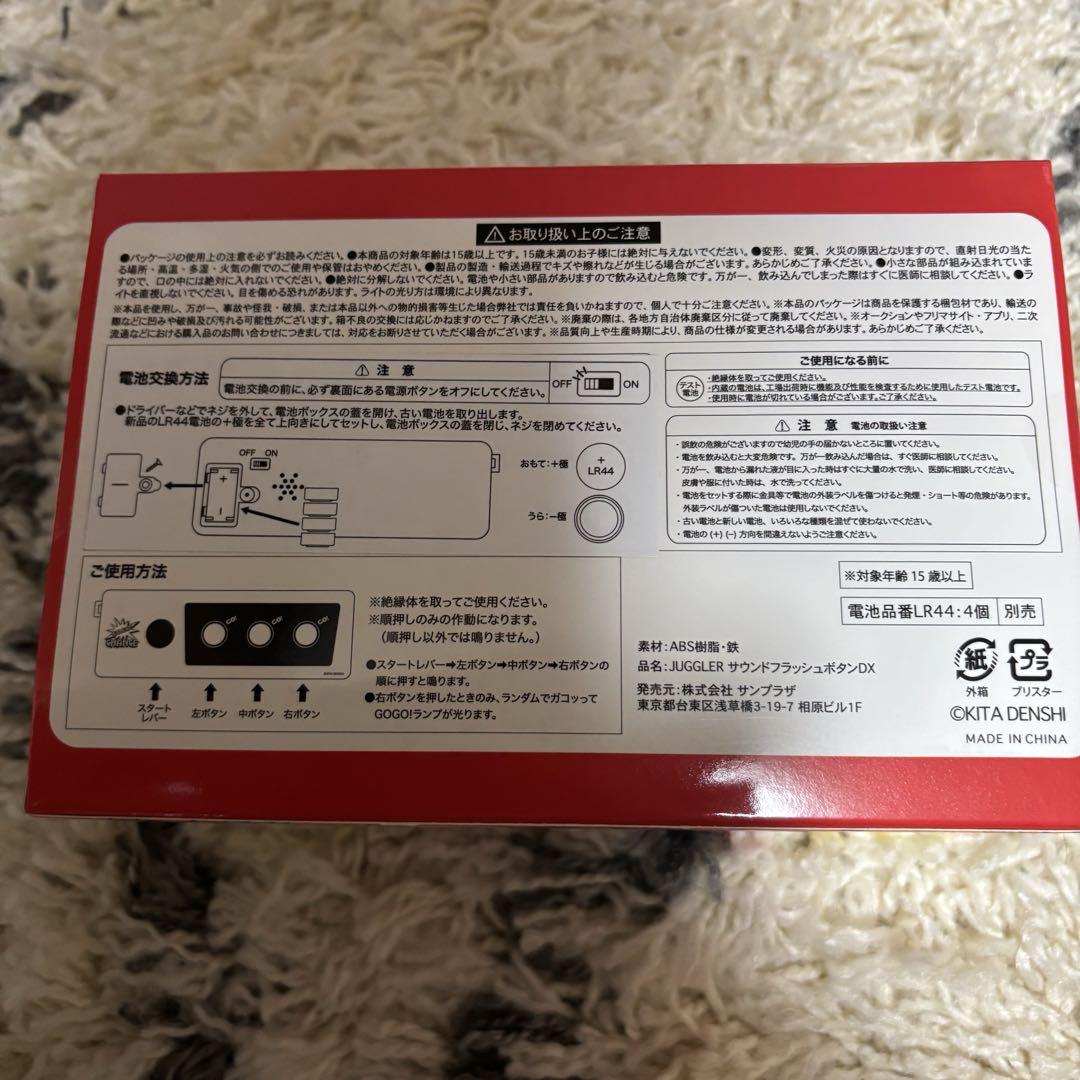 ⚠お取り扱い上のご注意
●パッケージの使用上の注意を必ずお読みください。●本商品の対象年齢は15歳以上です。15歳未満のお子様には絶対に与えないでください。●変形、変質、火災の原因となりますので、直射日光の当た
る場所・高温・多湿・火気の側でのご使用や保管はおやめください。●製品の製造・輸送過程でキズや擦れなどが生じる場合がございます。あらかじめご了承ください。●小さな部品が組み込まれていま
すので、口の中には絶対に入れないでください。●絶対に分解しないでください。電池や小さい部品がありますので飲み込むと危険です。万が一、飲み込んでしまった際はすぐに医師に相談してください。●ラ
イトを直視しないでください。目を傷める恐れがあります。ライトの光り方は環境により異なります。
※本品を使用し、万が一、事故や怪我・破損、または本品以外への物的損害等生じた場合弊社では責任を負いかねますので、個人で十分ご注意ください。※本品のパッケージは商品を保護する梱包材であり、輸送の
際などに凹みや破損及び汚れる可能性がございます。箱不良の交換には応じかねますのでご了承ください。※廃棄の際は、各地方自治体廃棄区分に従って廃棄してください。※オークションやフリマサイト・アプリ、二次
流通などにおける購入品のお問い合わせにつきましては、対応をお断りさせていただく場合がございます。※品質向上や生産時期により、商品の仕様が変更される場合があります。あらかじめご了承ください。
電池交換方法
⚠ 注 意
電池交換の前に、必ず裏面にある電源ボタンをオフにしてください。
OFF ON
●ドライバーなどでネジを外して、電池ボックスの蓋を開け、古い電池を取り出します。
新品のLR44電池の+極を全て上向きにしてセットし、電池ボックスの蓋を閉じ、ネジを閉めてください。
OFF ON
おもて:+極
+
LR44
うら:−極
ご使用になる前に
テスト
電池
・絶縁体を取ってご使用ください。
・内蔵の電池は、工場出荷時に機能及び性能を検査するために使用したテスト電池です。
・使用時に電池が切れている場合がございます。ご了承ください。
⚠ 注 意 電池の取扱い注意
・誤飲の危険がございますので幼児の手の届かないところに置いてください。
・電池を飲み込むと大変危険です。万が一飲み込んだ場合は、すぐ医師に相談してください。
・万が一、電池から漏れた液が目に入った時はすぐに大量の水で洗い、医師に相談してください。
皮膚や服に付いた時は、水で洗ってください。
・電池をセットする際に金具等で電池の外装ラベルを傷つけると発煙・ショート等の危険があります。
外装ラベルが傷ついた電池は使用しないでください。
・古い電池と新しい電池、いろいろな種類を混ぜて使わないでください。
・電池の (+) (−) 方向を間違えないようご注意ください。
ご使用方法
CHANCE
GO!
GO!
GO!
スタート
レバー
左ボタン
中ボタン
右ボタン
※絶縁体を取ってご使用ください。
※順押しのみの作動になります。
(順押し以外では鳴りません。)
●スタートレバー➡左ボタン➡中ボタン➡右ボタンの
順に押すと鳴ります。
●右ボタンを押したときのみ、ランダムでガコッって
GOGO!ランプが光ります。
※対象年齢15歳以上
電池品番LR44:4個 別売
素材:ABS樹脂・鉄
品名:JUGGLER サウンドフラッシュボタンDX
発売元:株式会社 サンプラザ
東京都台東区浅草橋3-19-7 相原ビル1F
紙
外箱
プラ
ブリスター
©KITA DENSHI
MADE IN CHINA